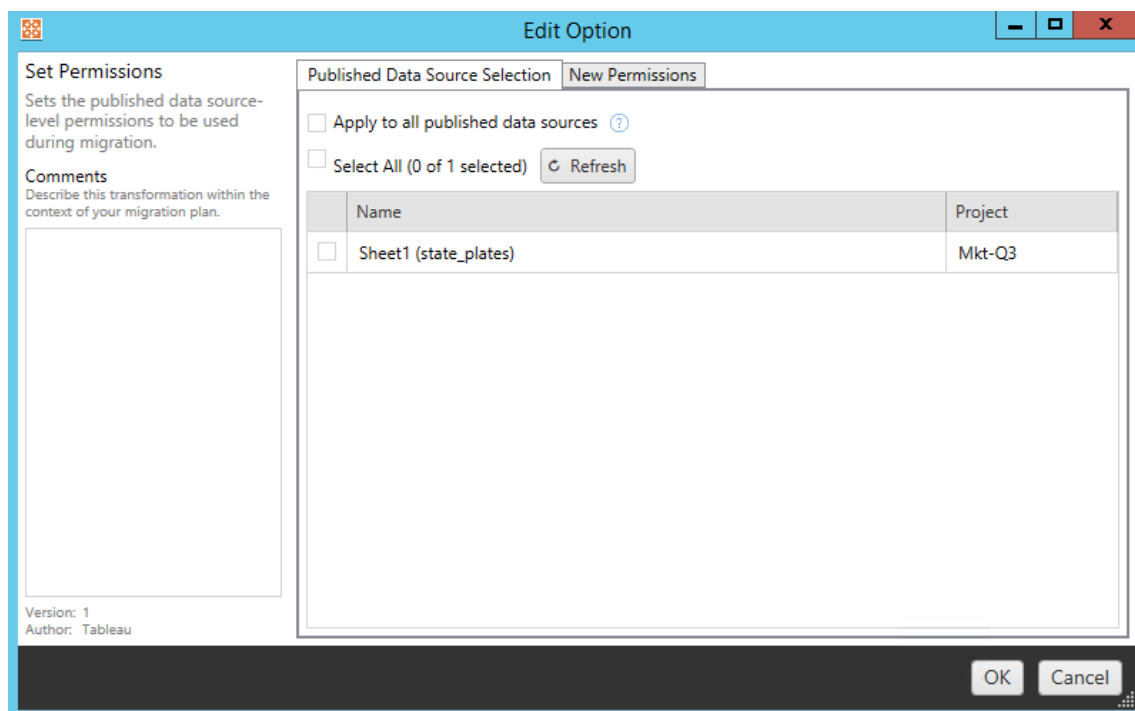 Edit Option
Set Permissions
Sets the published data source-
level permissions to be used
during migration.
Comments
Describe this transformation within the
context of your migration plan.
Version: 1
Author: Tableau
Published Data Source Selection New Permissions
Apply to all published data sources ?
Select All (0 of 1 selected) Refresh
Name Project
Sheet1 (state_plates) Mkt-Q3
OK Cancel